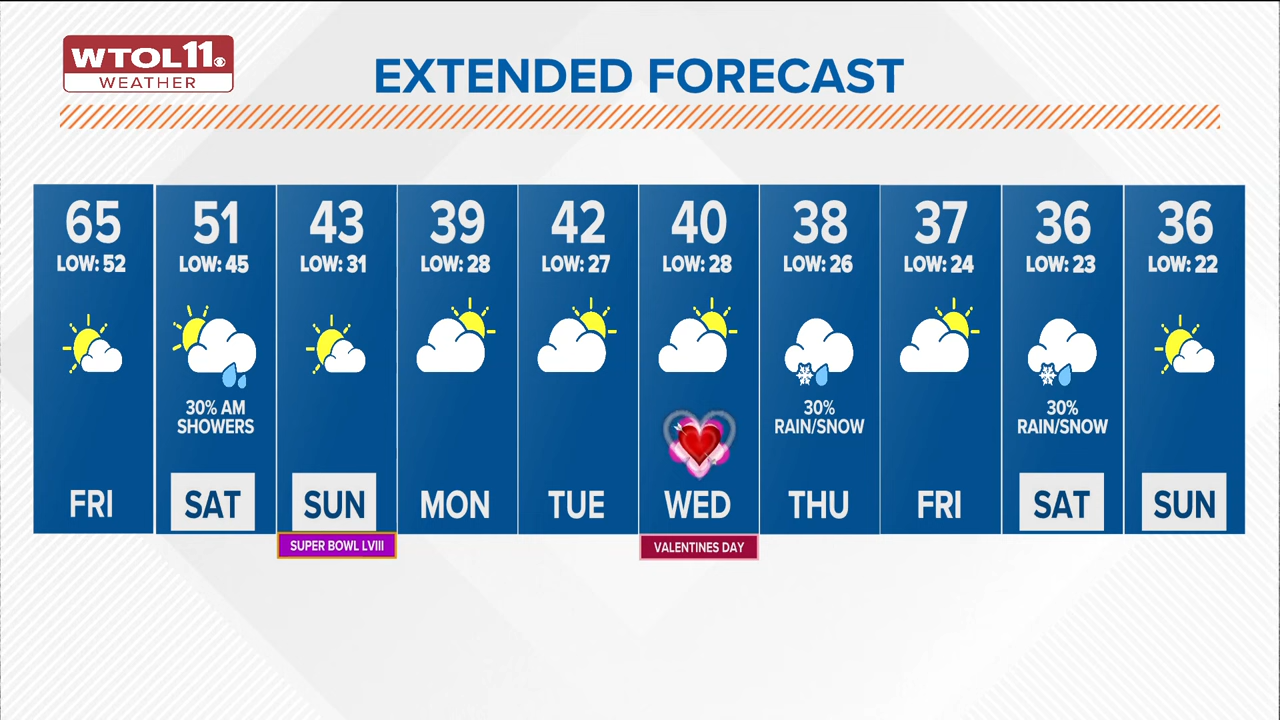 WTOL11
WEATHER
EXTENDED FORECAST
65
LOW: 52
FRI
51
LOW: 45
30% AM
SHOWERS
SAT
43
LOW: 31
SUN
SUPER BOWL LVIII
39
LOW: 28
MON
42
LOW: 27
TUE
40
LOW: 28
WED
VALENTINES DAY
38
LOW: 26
30%
RAIN/SNOW
THU
37
LOW: 24
FRI
36
LOW: 23
30%
RAIN/SNOW
SAT
36
LOW: 22
SUN